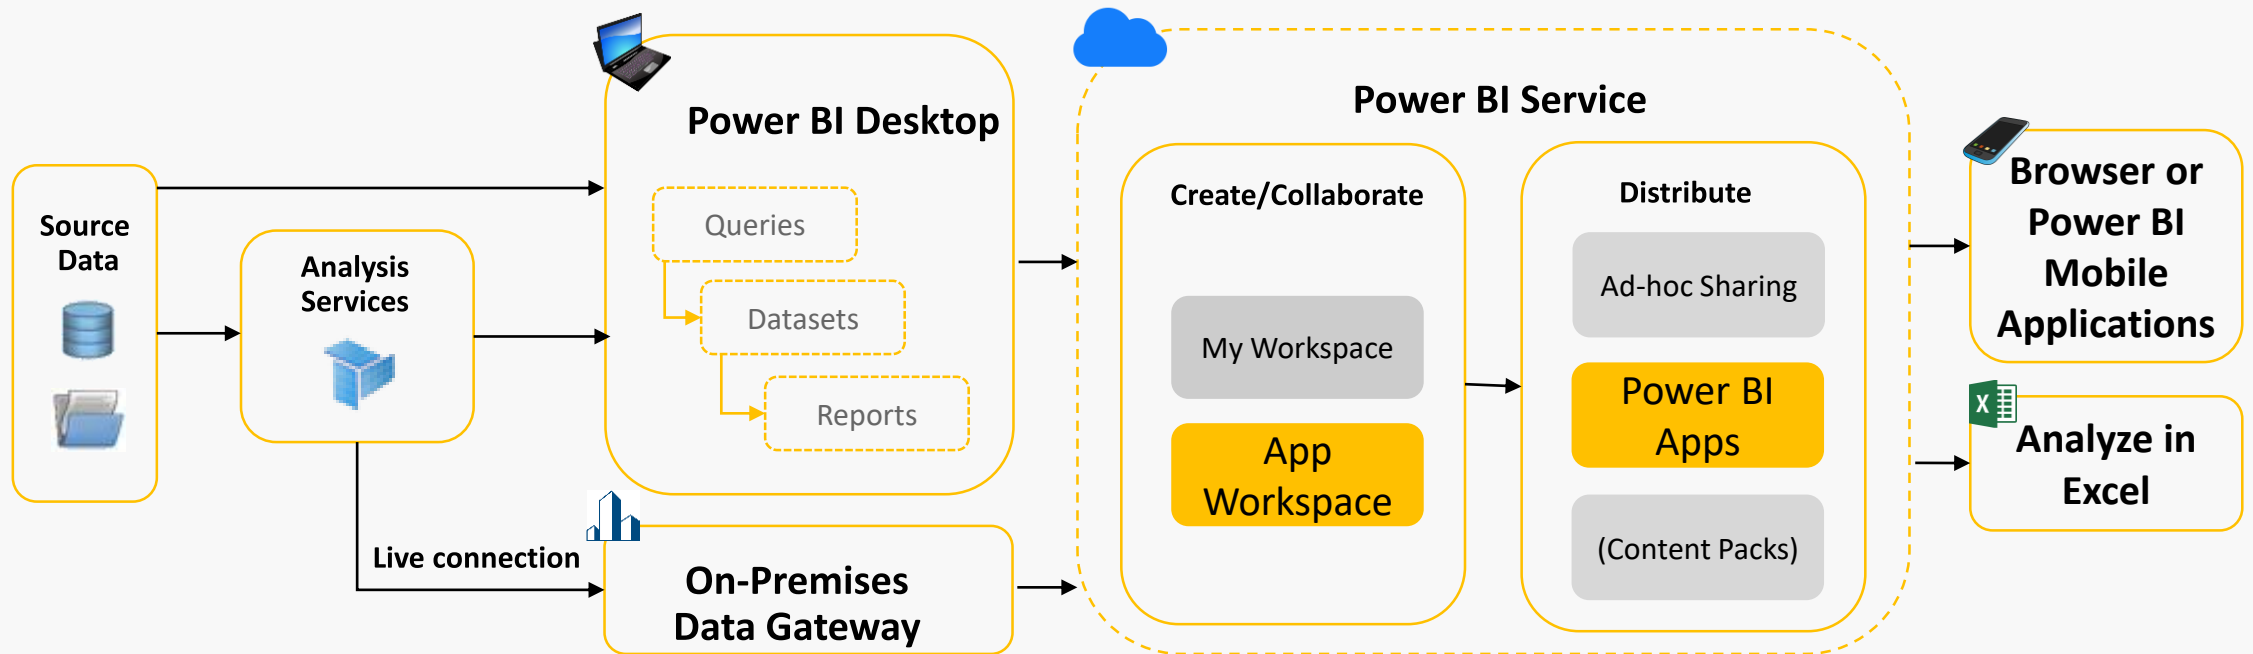 Source
Data
Analysis
Services
Live connection
Power BI Desktop
Queries
Datasets
Reports
On-Premises
Data Gateway
Power BI Service
Create/Collaborate
My Workspace
App
Workspace
Distribute
Ad-hoc Sharing
Power BI
Apps
(Content Packs)
Browser or
Power BI
Mobile
Applications
X
Analyze in
Excel